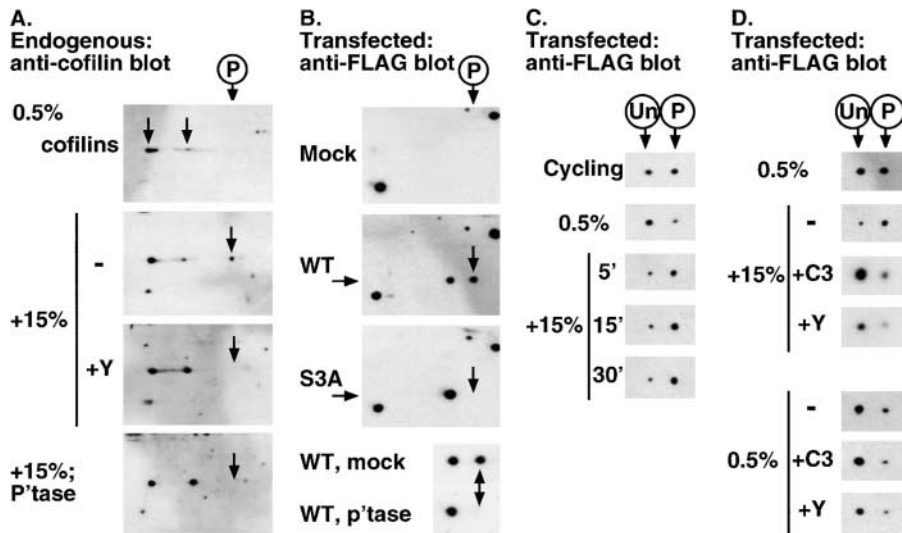 A.
Endogenous:
anti-cofilin blot
P
0.5%
cofilins
+15%
-
+Y
+15%;
P'tase
B.
Transfected:
anti-FLAG blot
P
Mock
WT
S3A
WT, mock
WT, p'tase
C.
Transfected:
anti-FLAG blot
Un P
Cycling
0.5%
+15%
5'
15'
30'
D.
Transfected:
anti-FLAG blot
Un P
0.5%
+15%
-
+C3
+Y
0.5%
-
+C3
+Y